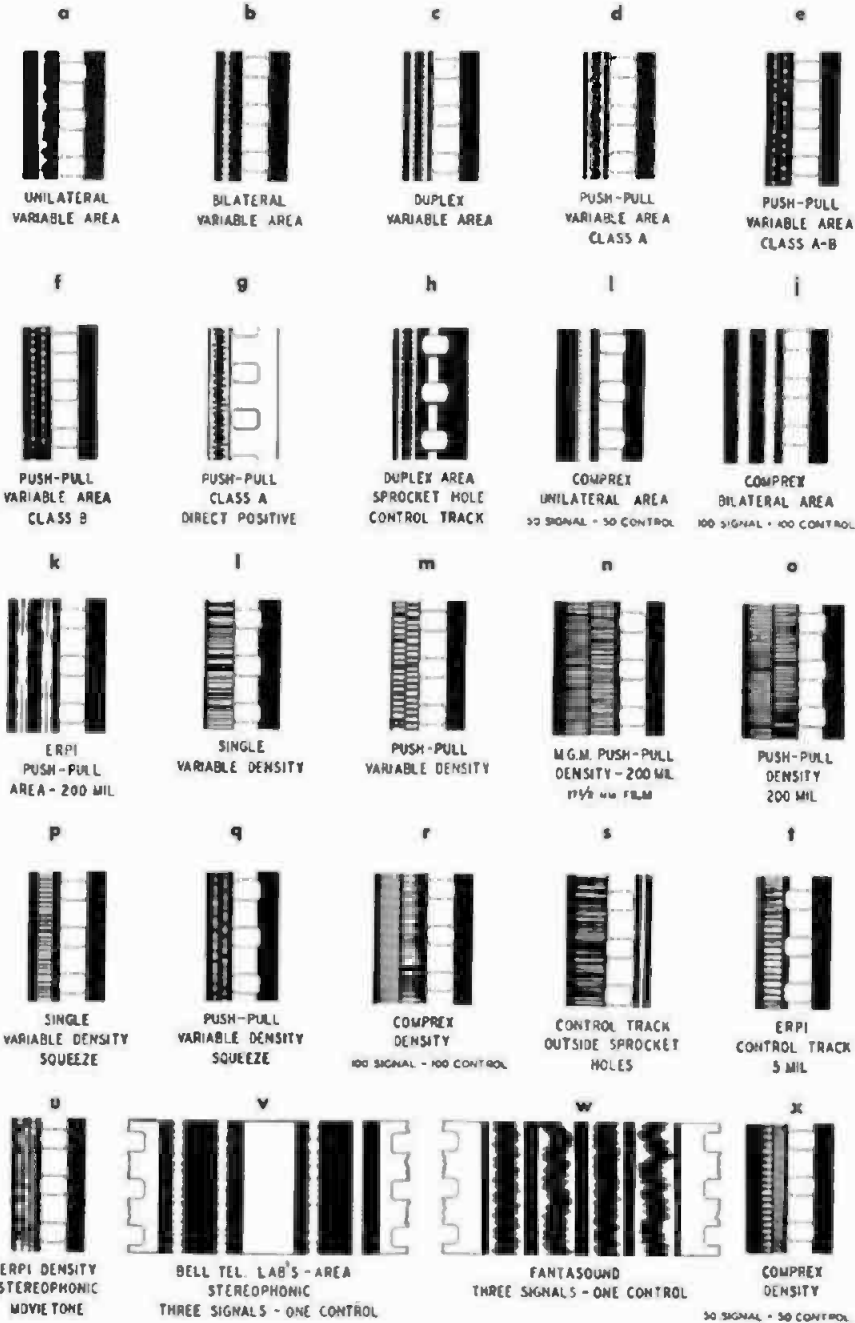 a b c d e
UNILATERAL
VARIABLE AREA
BILATERAL
VARIABLE AREA
DUPLEX
VARIABLE AREA
PUSH-PULL
VARIABLE AREA
CLASS A
PUSH-PULL
VARIABLE AREA
CLASS A-B
f g h i j
PUSH-PULL
VARIABLE AREA
CLASS B
PUSH-PULL
CLASS A
DIRECT POSITIVE
DUPLEX AREA
SPROCKET HOLE
CONTROL TRACK
COMPREX
UNILATERAL AREA
50 SIGNAL - 50 CONTROL
COMPREX
BILATERAL AREA
100 SIGNAL - 100 CONTROL
k l m n o
ERPI
PUSH-PULL
AREA - 200 MIL
SINGLE
VARIABLE DENSITY
PUSH-PULL
VARIABLE DENSITY
M.G.M. PUSH-PULL
DENSITY - 200 MIL
17 1/2 MM FILM
PUSH-PULL
DENSITY
200 MIL
p q r s t
SINGLE
VARIABLE DENSITY
SQUEEZE
PUSH-PULL
VARIABLE DENSITY
SQUEEZE
COMPREX
DENSITY
100 SIGNAL - 100 CONTROL
CONTROL TRACK
OUTSIDE SPROCKET
HOLES
ERPI
CONTROL TRACK
5 MIL
u v w x
ERPI DENSITY
STEREOPHONIC
MOVIETONE
BELL TEL. LAB'S - AREA
STEREOPHONIC
THREE SIGNALS - ONE CONTROL
FANTASOUND
THREE SIGNALS - ONE CONTROL
COMPREX
DENSITY
50 SIGNAL - 50 CONTROL